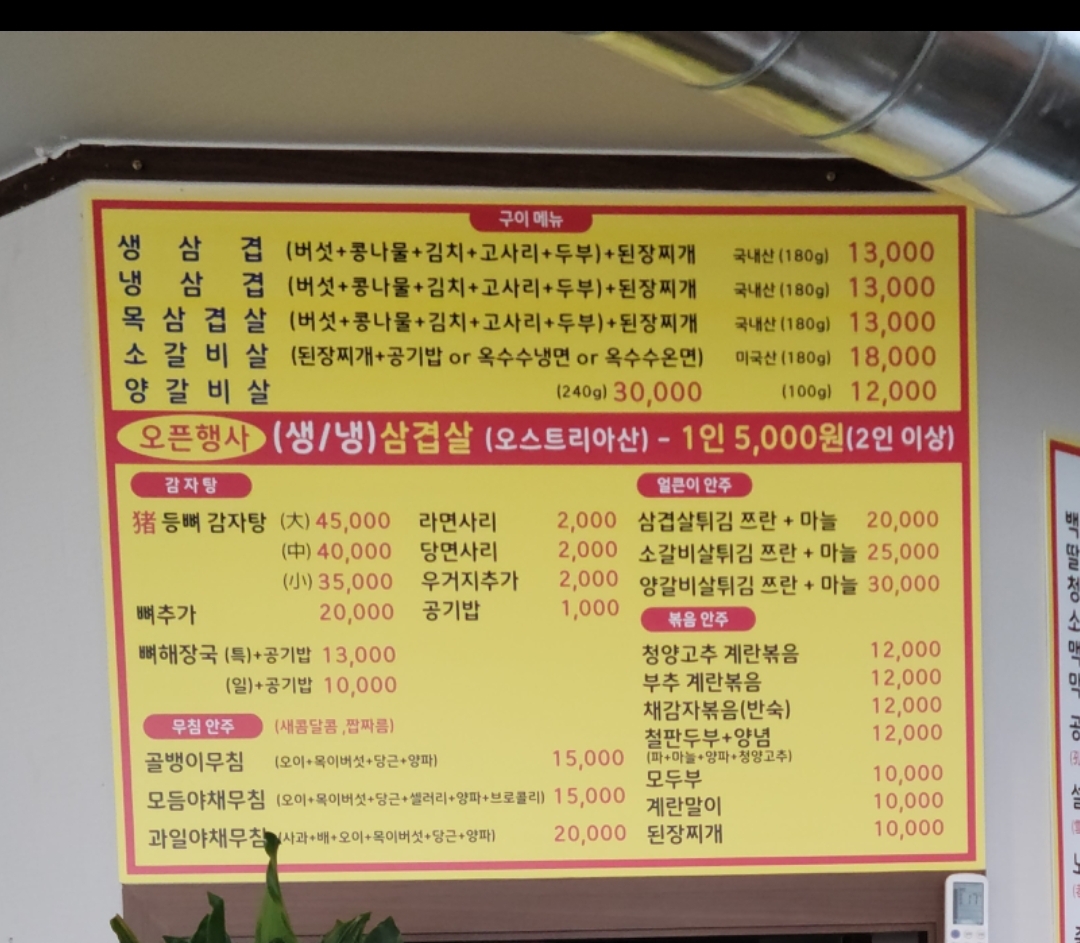 구이 메뉴
생 삼 겹 (버섯+콩나물+김치+고사리+두부)+된장찌개 국내산 (180g) 13,000
냉 삼 겹 (버섯+콩나물+김치+고사리+두부)+된장찌개 국내산 (180g) 13,000
목 삼 겹 살 (버섯+콩나물+김치+고사리+두부)+된장찌개 국내산 (180g) 13,000
소 갈 비 살 (된장찌개+공기밥 or 옥수수냉면 or 옥수수온면) 미국산 (180g) 18,000
양 갈 비 살 (240g) 30,000 (100g) 12,000
오픈행사 (생/냉)삼겹살 (오스트리아산) - 1인 5,000원(2인 이상)
감 자 탕
猪 등뼈 감자탕 (大) 45,000 라면사리 2,000
(中) 40,000 당면사리 2,000
(小) 35,000 우거지추가 2,000
뼈추가 20,000 공기밥 1,000
뼈해장국 (특)+공기밥 13,000
(일)+공기밥 10,000
무침 안주 (새콤달콤 ,짭짜름)
골뱅이무침 (오이+목이버섯+당근+양파) 15,000
모듬야채무침 (오이+목이버섯+당근+셀러리+양파+브로콜리) 15,000
과일야채무침 (사과+배+오이+목이버섯+당근+양파) 20,000
얼큰이 안주
삼겹살튀김 쯔란 + 마늘 20,000
소갈비살튀김 쯔란 + 마늘 25,000
양갈비살튀김 쯔란 + 마늘 30,000
볶음 안주
청양고추 계란볶음 12,000
부추 계란볶음 12,000
채감자볶음(반숙) 12,000
철판두부+양념 12,000
(파+마늘+양파+청양고추)
모두부 10,000
계란말이 10,000
된장찌개 10,000